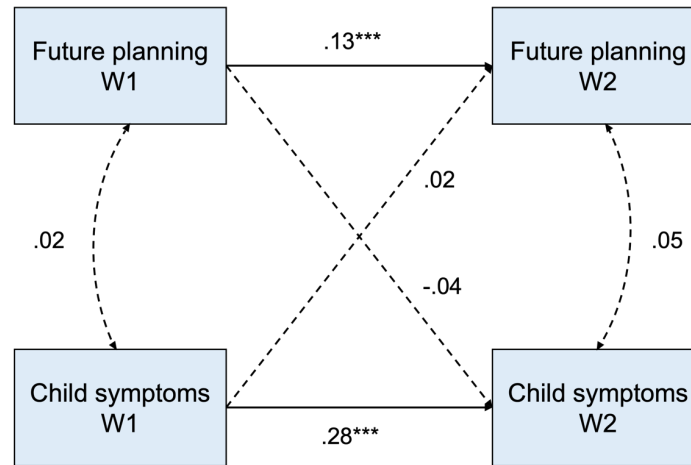 Future planning
W1
.13***
Future planning
W2
.02
.02
.05
-.04
Child symptoms
W1
.28***
Child symptoms
W2